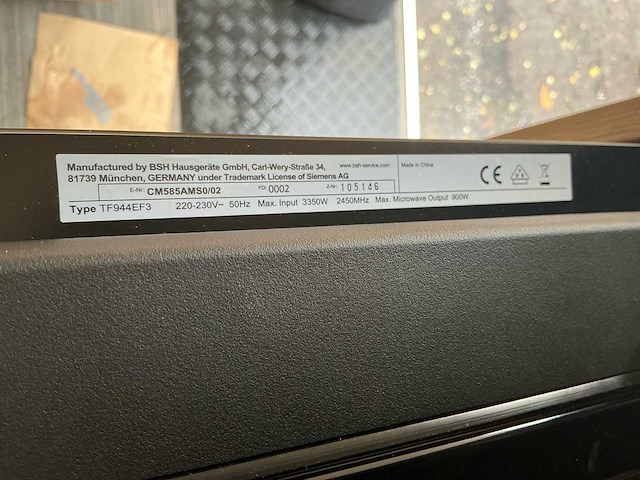 Manufactured by BSH Hausgeräte GmbH, Carl-Wery-Straße 34,
81739 München, GERMANY under Trademark License of Siemens AG
www.bsh-service.com
Made in China
E-Nr: CM585AMS0/02 FD: 0002 Z-Nr: 105146
Type TF944EF3 220-230V~ 50Hz Max. Input 3350W 2450MHz Max. Microwave Output 900W
CE